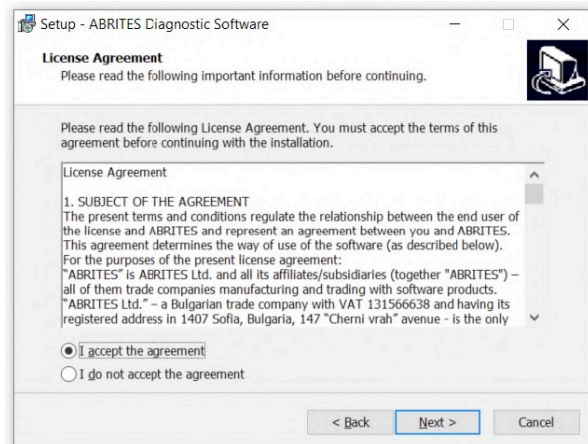 Setup - ABRITES Diagnostic Software
License Agreement
Please read the following important information before continuing.
Please read the following License Agreement. You must accept the terms of this
agreement before continuing with the installation.
License Agreement
1. SUBJECT OF THE AGREEMENT
The present terms and conditions regulate the relationship between the end user of
the license and ABRITES and represent an agreement between you and ABRITES.
This agreement determines the way of use of the software (as described below).
For the purposes of the present license agreement:
“ABRITES” is ABRITES Ltd. and all its affiliates/subsidiaries (together "ABRITES") –
all of them trade companies manufacturing and trading with software products.
“ABRITES Ltd.” – a Bulgarian trade company with VAT 131566638 and having its
registered address in 1407 Sofia, Bulgaria, 147 “Cherni vrah” avenue - is the only
I accept the agreement
I do not accept the agreement
< Back
Next >
Cancel